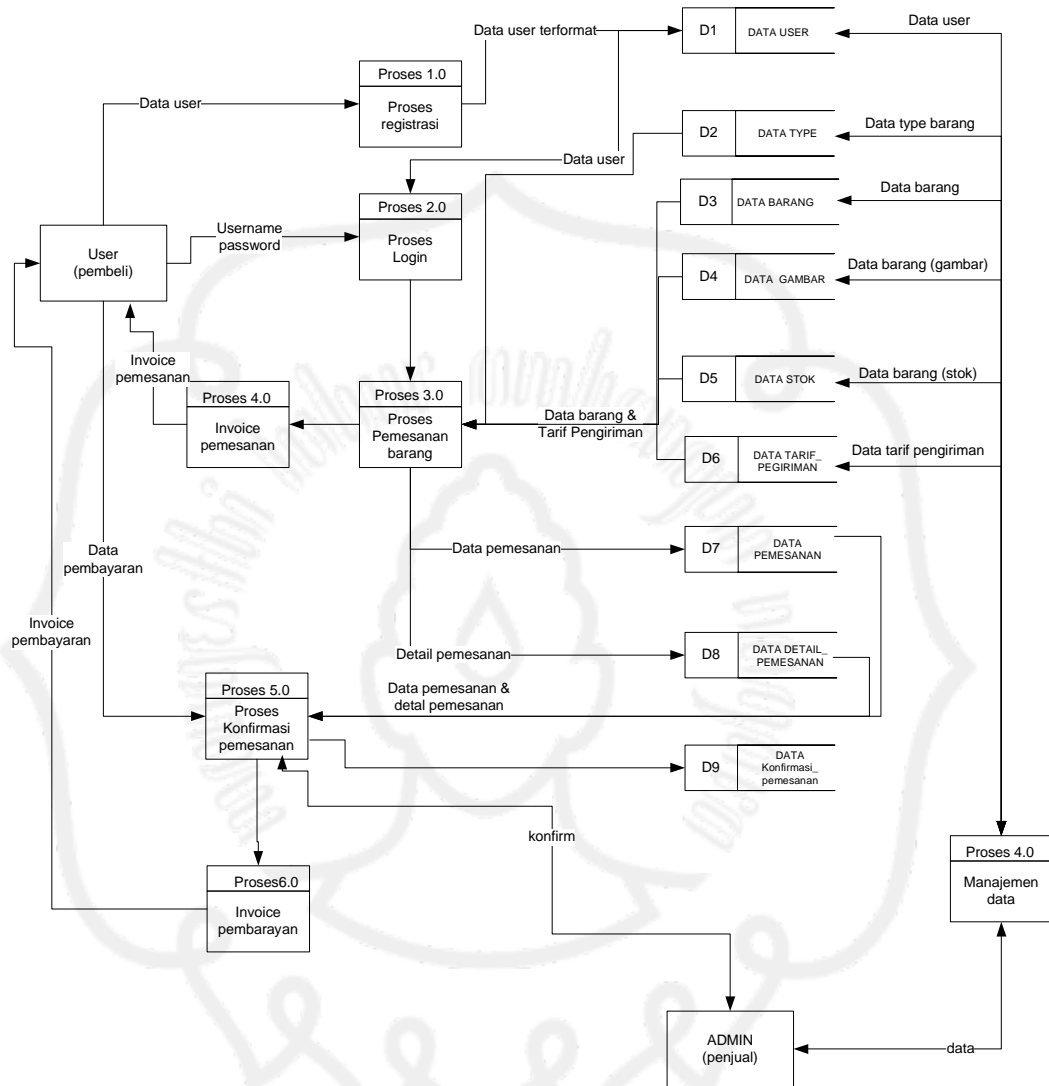 Data user terformat
D1
DATA USER
Data user
Proses 1.0
Proses
registrasi
Data user
D2
DATA TYPE
Data type barang
Data user
D3
DATA BARANG
Data barang
Proses 2.0
Proses
Login
Username
password
User
(pembeli)
D4
DATA GAMBAR
Data barang (gambar)
Invoice
pemesanan
D5
DATA STOK
Data barang (stok)
Proses 4.0
Invoice
pemesanan
Proses 3.0
Proses
Pemesanan
barang
Data barang &
Tarif Pengiriman
D6
DATA TARIF_
PEGIRIMAN
Data tarif pengiriman
Data
pembayaran
Data pemesanan
D7
DATA
PEMESANAN
Invoice
pembayaran
Detail pemesanan
D8
DATA DETAIL_
PEMESANAN
Proses 5.0
Proses
Konfirmasi
pemesanan
Data pemesanan &
detal pemesanan
D9
DATA
Konfirmasi_
pemesanan
konfirm
Proses6.0
Invoice
pembarayan
Proses 4.0
Manajemen
data
ADMIN
(penjual)
data